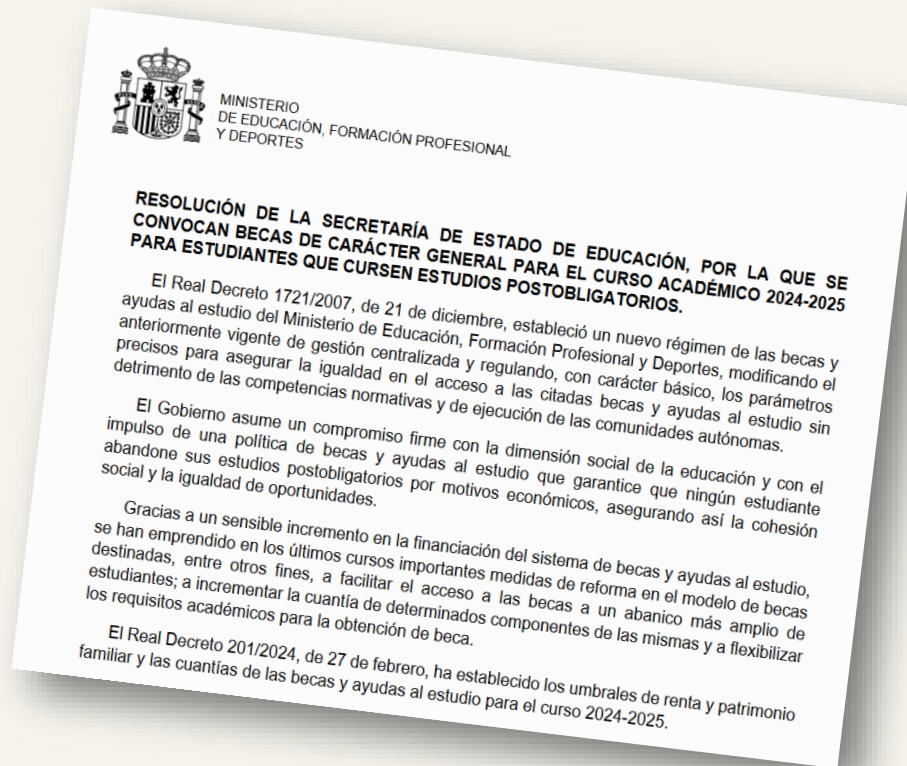 MINISTERIO
DE EDUCACIÓN, FORMACIÓN PROFESIONAL
Y DEPORTES
RESOLUCIÓN DE LA SECRETARÍA DE ESTADO DE EDUCACIÓN, POR LA QUE SE
CONVOCAN BECAS DE CARÁCTER GENERAL PARA EL CURSO ACADÉMICO 2024-2025
PARA ESTUDIANTES QUE CURSEN ESTUDIOS POSTOBLIGATORIOS.
El Real Decreto 1721/2007, de 21 de diciembre, estableció un nuevo régimen de las becas y
ayudas al estudio del Ministerio de Educación, Formación Profesional y Deportes, modificando el
anteriormente vigente de gestión centralizada y regulando, con carácter básico, los parámetros
precisos para asegurar la igualdad en el acceso a las citadas becas y ayudas al estudio sin
detrimento de las competencias normativas y de ejecución de las comunidades autónomas.
El Gobierno asume un compromiso firme con la dimensión social de la educación y con el
impulso de una política de becas y ayudas al estudio que garantice que ningún estudiante
abandone sus estudios postobligatorios por motivos económicos, asegurando así la cohesión
social y la igualdad de oportunidades.
Gracias a un sensible incremento en la financiación del sistema de becas y ayudas al estudio,
se han emprendido en los últimos cursos importantes medidas de reforma en el modelo de becas
destinadas, entre otros fines, a facilitar el acceso a las becas a un abanico más amplio de
estudiantes; a incrementar la cuantía de determinados componentes de las mismas y a flexibilizar
los requisitos académicos para la obtención de beca.
El Real Decreto 201/2024, de 27 de febrero, ha establecido los umbrales de renta y patrimonio
familiar y las cuantías de las becas y ayudas al estudio para el curso 2024-2025.